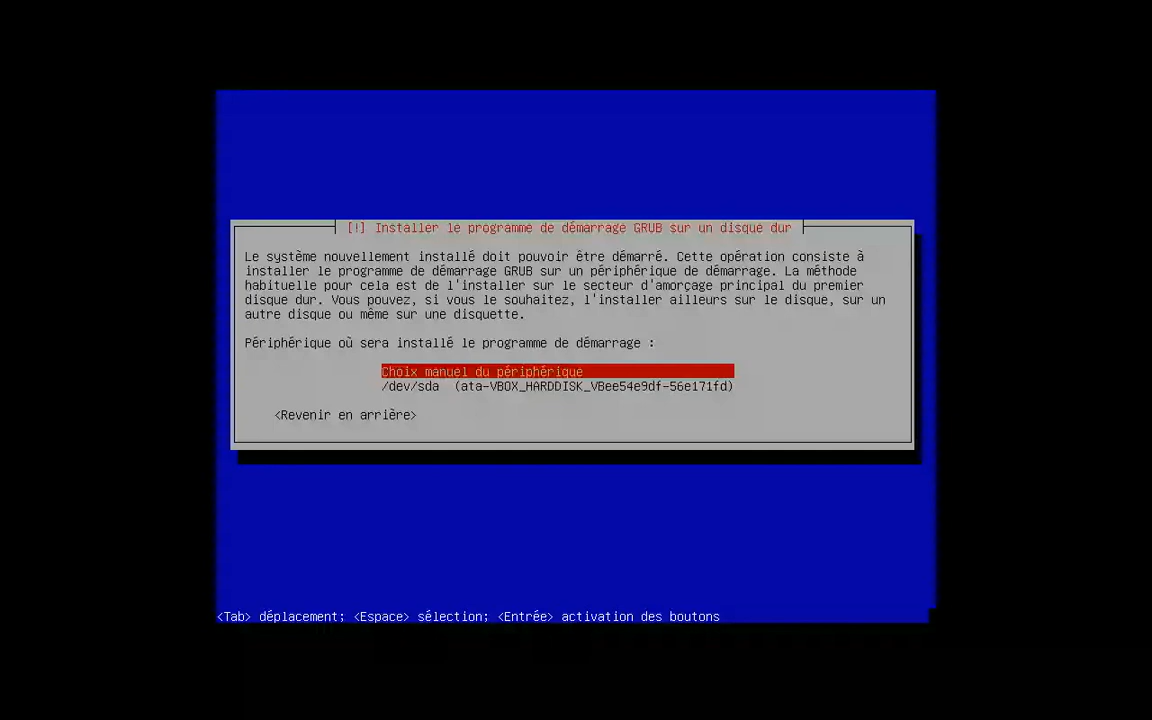 [!] Installer le programme de démarrage GRUB sur un disque dur
Le système nouvellement installé doit pouvoir être démarré. Cette opération consiste à
installer le programme de démarrage GRUB sur un périphérique de démarrage. La méthode
habituelle pour cela est de l'installer sur le secteur d'amorçage principal du premier
disque dur. Vous pouvez, si vous le souhaitez, l'installer ailleurs sur le disque, sur un
autre disque ou même sur une disquette.
Périphérique où sera installé le programme de démarrage :
Choix manuel du périphérique
/dev/sda  (ata-VBOX_HARDDISK_VBee54e9df-56e171fd)
<Revenir en arrière>
<Tab> déplacement; <Espace> sélection; <Entrée> activation des boutons